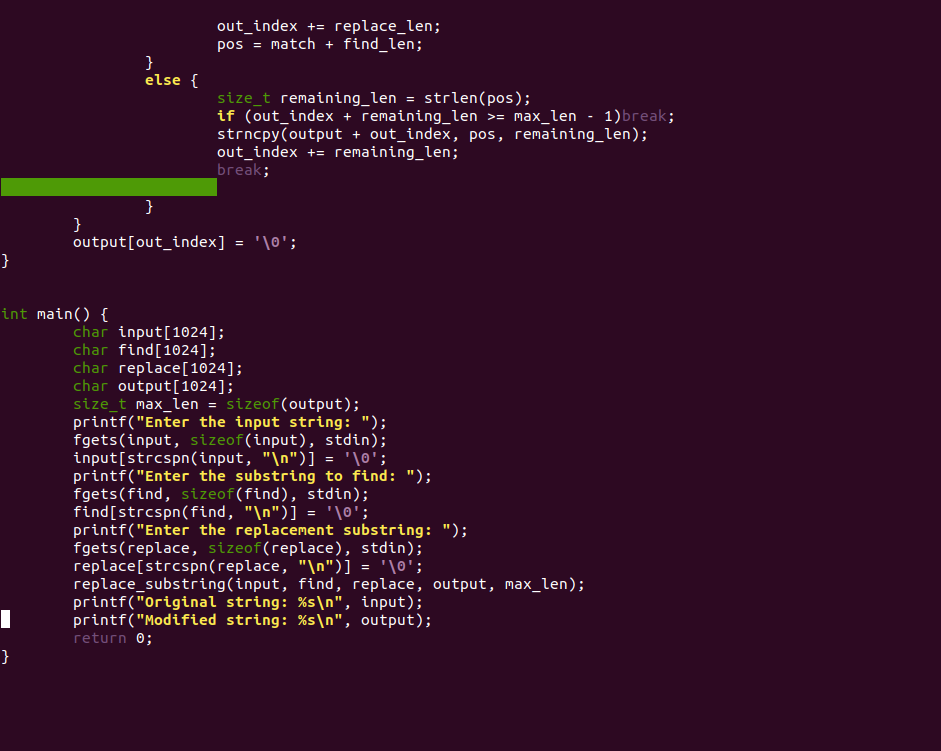 out_index += replace_len;
pos = match + find_len;
}
else {
size_t remaining_len = strlen(pos);
if (out_index + remaining_len >= max_len - 1)break;
strncpy(output + out_index, pos, remaining_len);
out_index += remaining_len;
break;
}
}
output[out_index] = '\0';
}
int main() {
char input[1024];
char find[1024];
char replace[1024];
char output[1024];
size_t max_len = sizeof(output);
printf("Enter the input string: ");
fgets(input, sizeof(input), stdin);
input[strcspn(input, "\n")] = '\0';
printf("Enter the substring to find: ");
fgets(find, sizeof(find), stdin);
find[strcspn(find, "\n")] = '\0';
printf("Enter the replacement substring: ");
fgets(replace, sizeof(replace), stdin);
replace[strcspn(replace, "\n")] = '\0';
replace_substring(input, find, replace, output, max_len);
printf("Original string: %s\n", input);
printf("Modified string: %s\n", output);
return 0;
}